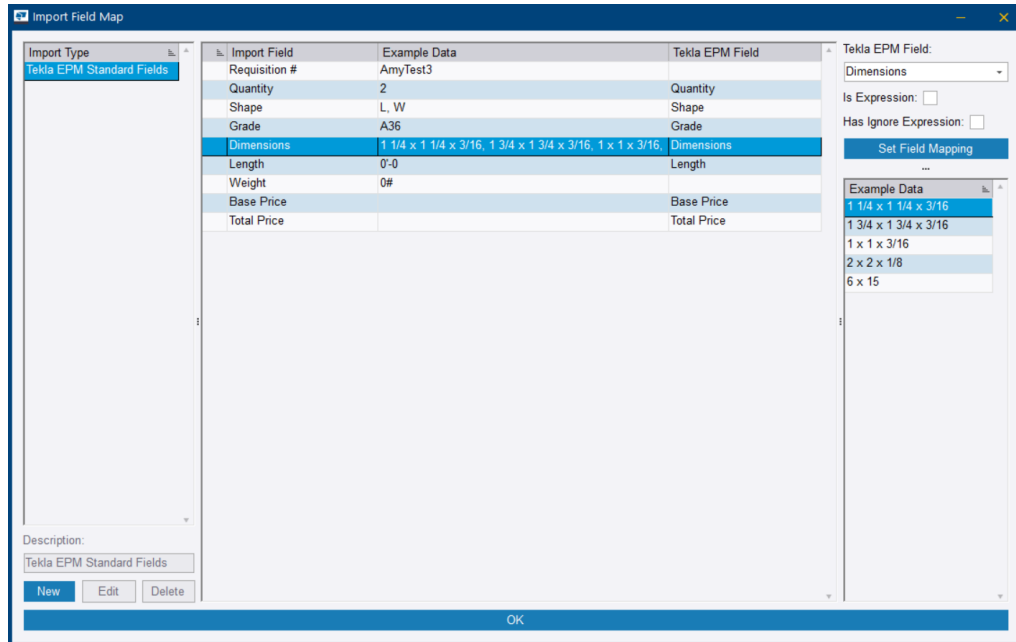 Import Field Map
Import Type
Tekla EPM Standard Fields
Import Field Example Data Tekla EPM Field
Requisition # AmyTest3
Quantity 2 Quantity
Shape L, W Shape
Grade A36 Grade
Dimensions 1 1/4 x 1 1/4 x 3/16, 1 3/4 x 1 3/4 x 3/16, 1 x 1 x 3/16, Dimensions
Length 0'-0 Length
Weight 0#
Base Price Base Price
Total Price Total Price
Tekla EPM Field:
Dimensions
Is Expression:
Has Ignore Expression:
Set Field Mapping
...
Example Data
1 1/4 x 1 1/4 x 3/16
1 3/4 x 1 3/4 x 3/16
1 x 1 x 3/16
2 x 2 x 1/8
6 x 15
Description:
Tekla EPM Standard Fields
New Edit Delete
OK